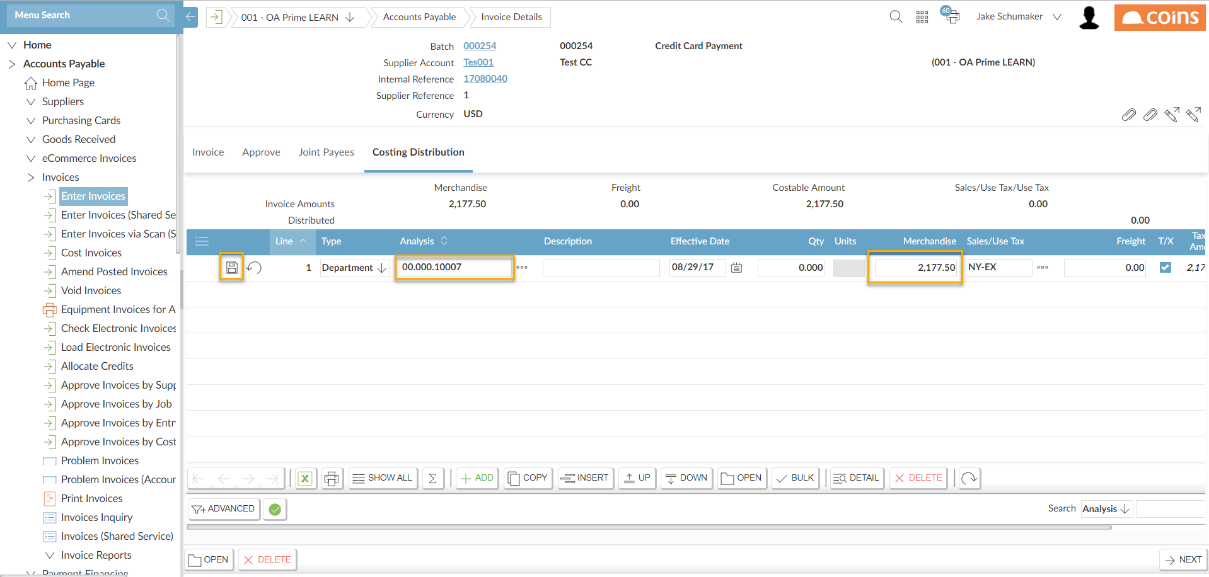 Menu Search
001 - OA Prime LEARN
Accounts Payable
Invoice Details
60
Jake Schumaker
coins
Home
Accounts Payable
Home Page
Suppliers
Purchasing Cards
Goods Received
eCommerce Invoices
Invoices
Enter Invoices
Enter Invoices (Shared Se
Enter Invoices via Scan (S
Cost Invoices
Amend Posted Invoices
Void Invoices
Equipment Invoices for A
Check Electronic Invoices
Load Electronic Invoices
Allocate Credits
Approve Invoices by Supp
Approve Invoices by Job
Approve Invoices by Entr
Approve Invoices by Cost
Problem Invoices
Problem Invoices (Accour
Print Invoices
Invoices Inquiry
Invoices (Shared Service)
Invoice Reports
Payment Financing
Batch 000254 000254 Credit Card Payment
Supplier Account Tes001 Test CC (001 - OA Prime LEARN)
Internal Reference 17080040
Supplier Reference 1
Currency USD
Invoice Approve Joint Payees Costing Distribution
Merchandise Freight Costable Amount Sales/Use Tax/Use Tax
Invoice Amounts 2,177.50 0.00 2,177.50 0.00
Distributed 0.00
Line Type Analysis Description Effective Date Qty Units Merchandise Sales/Use Tax Freight T/X Tax Amo
1 Department 00.000.10007 08/29/17 0.000 2,177.50 NY-EX 0.00 2,17
X SHOW ALL Σ + ADD COPY INSERT UP DOWN OPEN BULK DETAIL DELETE
ADVANCED Search Analysis
OPEN DELETE NEXT